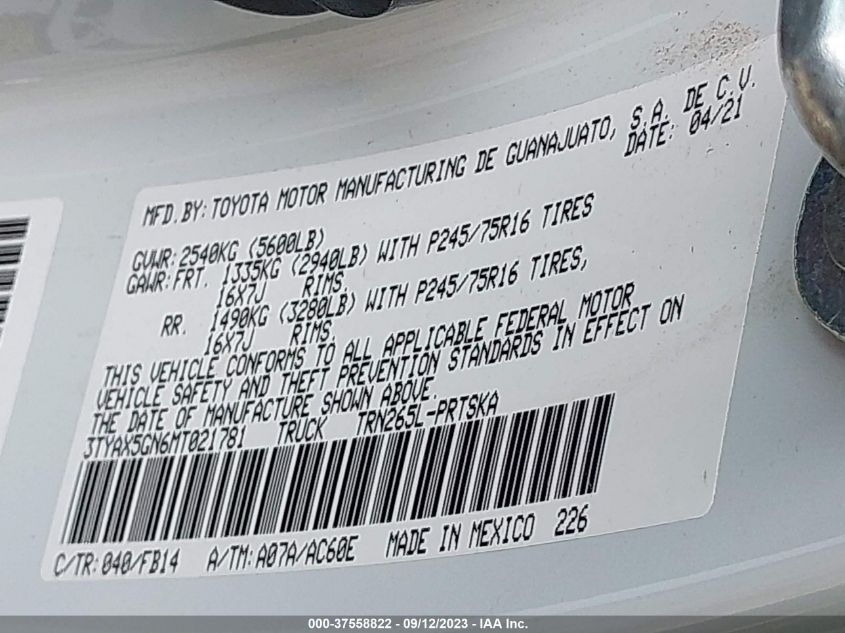 MFD.BY:TOYOTA MOTOR MANUFACTURING DE GUANAJUATO, S.A. DE C.V.
DATE: 04/21
GVWR:2540KG (5600LB)
GAWR:FRT. 1335KG (2940LB) WITH P245/75R16 TIRES
16X7J RIMS,
RR. 1490KG (3280LB) WITH P245/75R16 TIRES,
16X7J RIMS
THIS VEHICLE CONFORMS TO ALL APPLICABLE FEDERAL MOTOR
VEHICLE SAFETY AND THEFT PREVENTION STANDARDS IN EFFECT ON
THE DATE OF MANUFACTURE SHOWN ABOVE.
3TYAX5GN6MT021781 TRUCK TRN265L-PRTSKA
C/TR:040/FB14 A/TM:A07A/AC60E MADE IN MEXICO 226
000-37558822 - 09/12/2023 - IAA Inc.